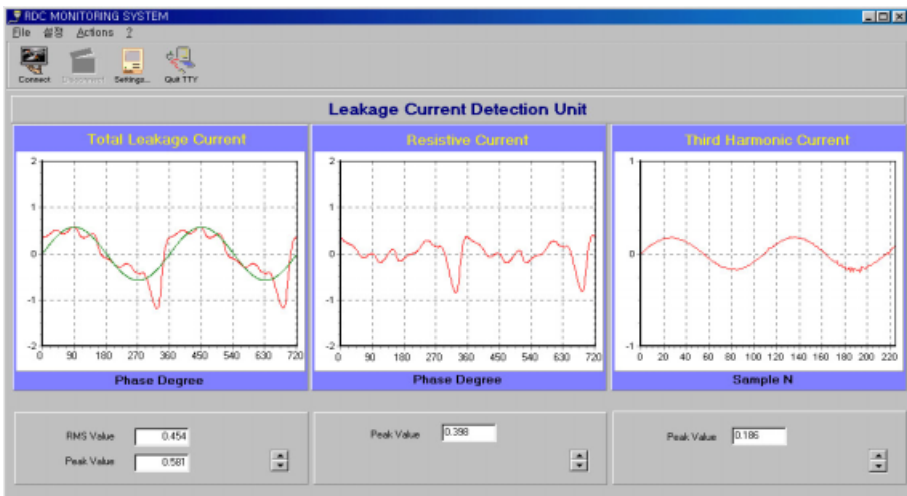 RDC MONITORING SYSTEM
File 설정 Actions ?
Connect Disconnect Settings... Quit TTY
Leakage Current Detection Unit
Total Leakage Current
2
1
0
-1
-2
0 90 180 270 360 450 540 630 720
Phase Degree
Resistive Current
2
1
0
-1
-2
0 90 180 270 360 450 540 630 720
Phase Degree
Third Harmonic Current
1
0
-1
0 20 40 60 80 100 120 140 160 180 200 220
Sample N
RMS Value 0.454
Peak Value 0.581
Peak Value 0.398
Peak Value 0.186